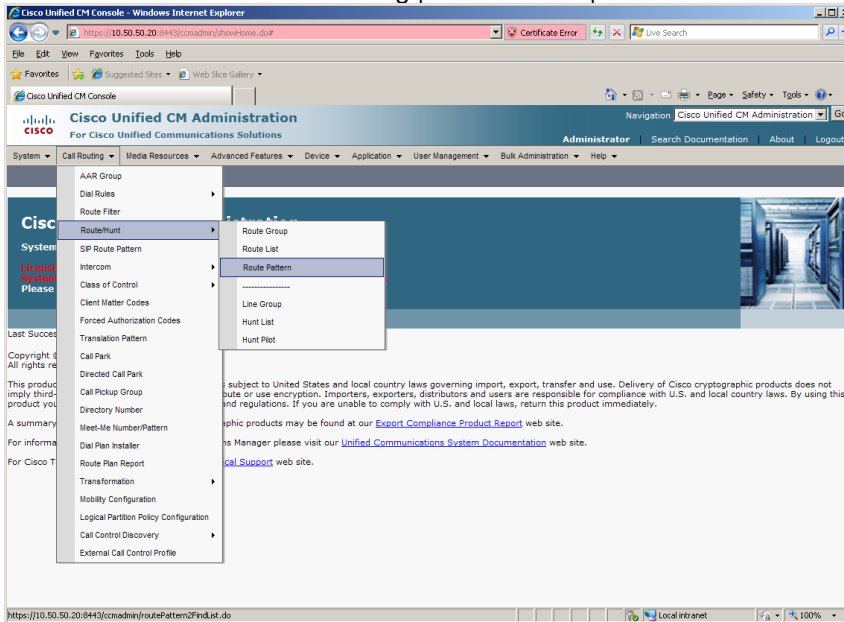 Cisco Unified CM Console - Windows Internet Explorer
https://10.50.50.20:8443/ccmadmin/showHome.do#
Certificate Error
Live Search
File Edit View Favorites Tools Help
Favorites Suggested Sites Web Slice Gallery
Cisco Unified CM Console
Page Safety Tools
CISCO
Cisco Unified CM Administration
For Cisco Unified Communications Solutions
Navigation Cisco Unified CM Administration
Administrator | Search Documentation | About | Logout
System Call Routing Media Resources Advanced Features Device Application User Management Bulk Administration Help
AAR Group
Dial Rules
Route Filter
Route/Hunt
SIP Route Pattern
Intercom
Class of Control
Client Matter Codes
Forced Authorization Codes
Translation Pattern
Call Park
Directed Call Park
Call Pickup Group
Directory Number
Meet-Me Number/Pattern
Dial Plan Installer
Route Plan Report
Transformation
Mobility Configuration
Logical Partition Policy Configuration
Call Control Discovery
External Call Control Profile
Route Group
Route List
Route Pattern
----------------
Line Group
Hunt List
Hunt Pilot
Cisc
System
Please
Last Succes
Copyright
All rights re
This produc s subject to United States and local country laws governing import, export, transfer and use. Delivery of Cisco cryptographic products does not
imply third- bute or use encryption. Importers, exporters, distributors and users are responsible for compliance with U.S. and local country laws. By using this
product you and regulations. If you are unable to comply with U.S. and local laws, return this product immediately.
A summary phic products may be found at our Export Compliance Product Report web site.
For informa ns Manager please visit our Unified Communications System Documentation web site.
For Cisco T cal Support web site.
https://10.50.50.20:8443/ccmadmin/routePattern2FindList.do
Local intranet
100%